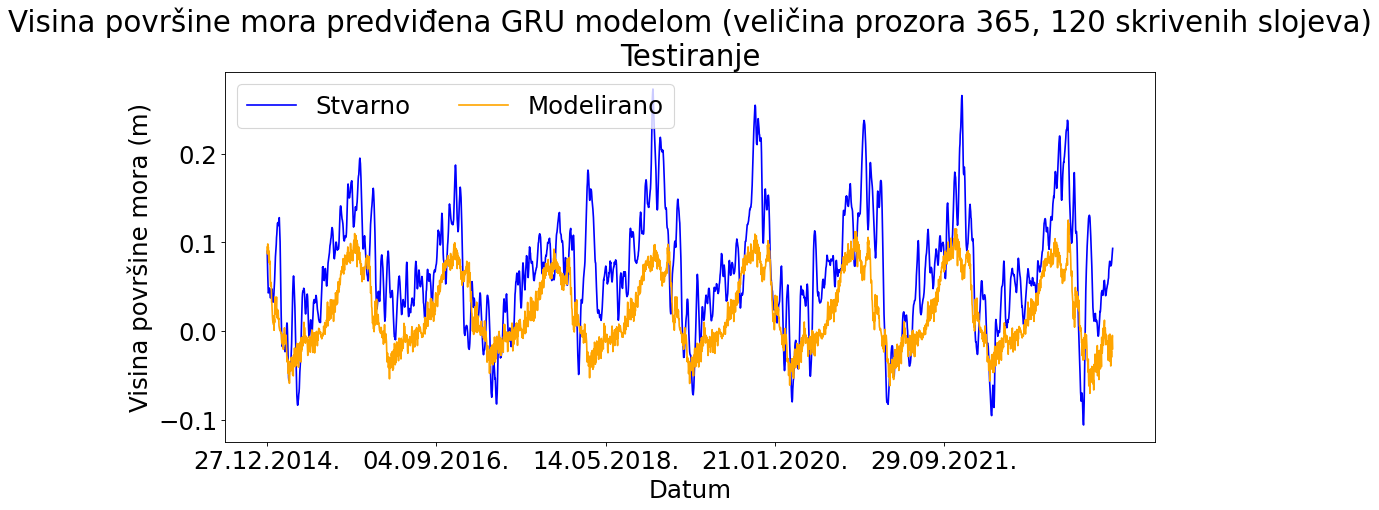 Visina površine mora predviđena GRU modelom (veličina prozora 365, 120 skrivenih slojeva)
Testiranje
Stvarno Modelirano
Visina površine mora (m)
0.2
0.1
0.0
−0.1
27.12.2014. 04.09.2016. 14.05.2018. 21.01.2020. 29.09.2021.
Datum